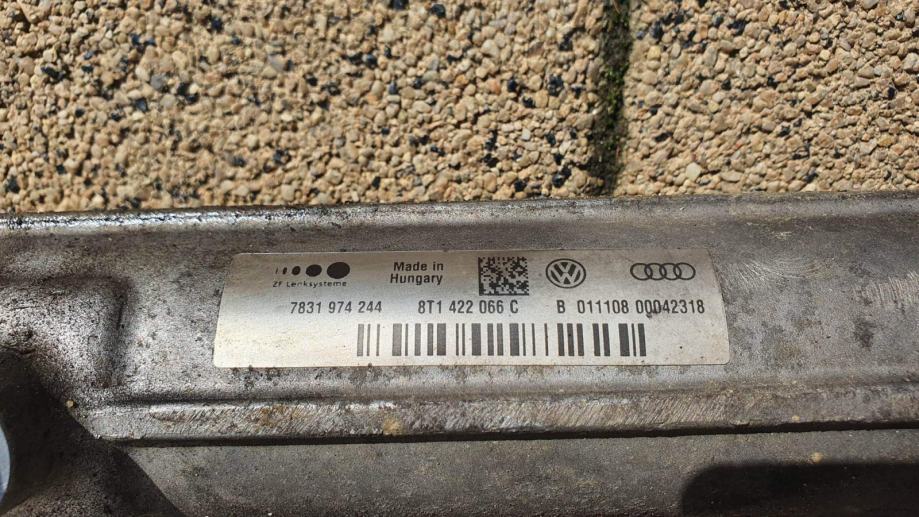 ZF Lenksysteme
Made in
Hungary
7831 974 244 8T1 422 066 C B 011108 00042318